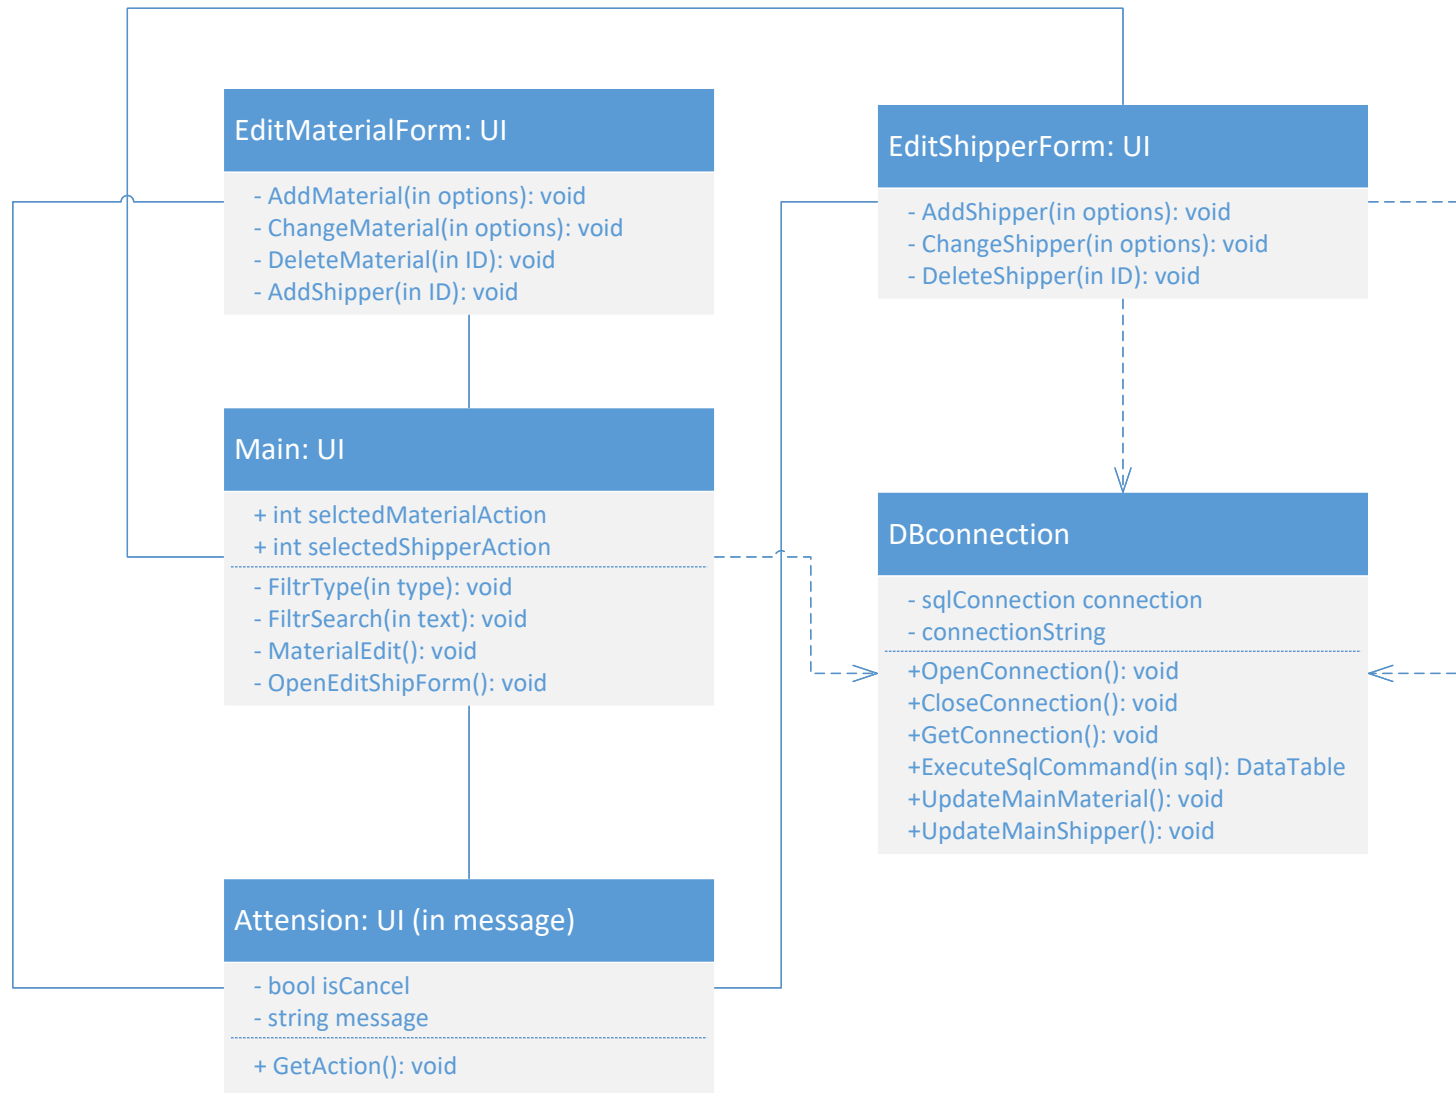 EditMaterialForm: UI
- AddMaterial(in options): void
- ChangeMaterial(in options): void
- DeleteMaterial(in ID): void
- AddShipper(in ID): void
EditShipperForm: UI
- AddShipper(in options): void
- ChangeShipper(in options): void
- DeleteShipper(in ID): void
Main: UI
+ int selctedMaterialAction
+ int selectedShipperAction
- FiltrType(in type): void
- FiltrSearch(in text): void
- MaterialEdit(): void
- OpenEditShipForm(): void
DBconnection
- sqlConnection connection
- connectionString
+OpenConnection(): void
+CloseConnection(): void
+GetConnection(): void
+ExecuteSqlCommand(in sql): DataTable
+UpdateMainMaterial(): void
+UpdateMainShipper(): void
Attension: UI (in message)
- bool isCancel
- string message
+ GetAction(): void